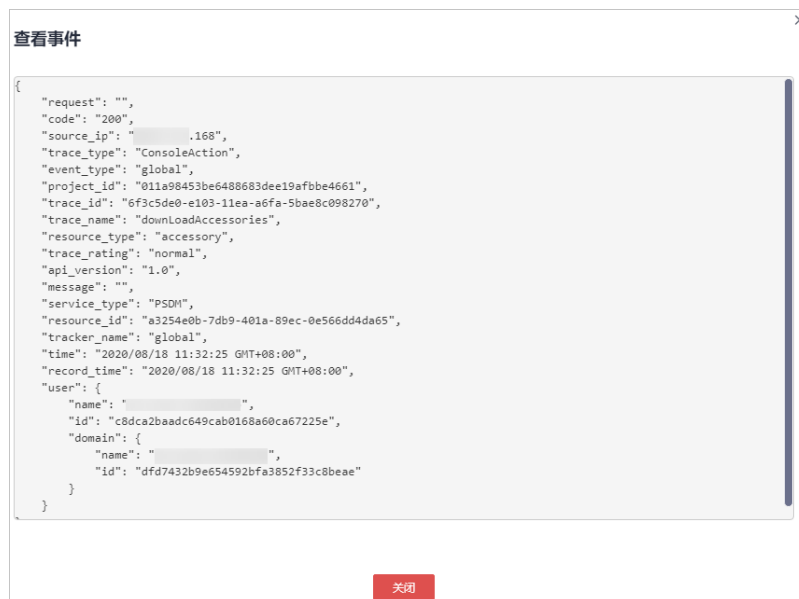 查看事件
{
"request": "",
"code": "200",
"source_ip": " .168",
"trace_type": "ConsoleAction",
"event_type": "global",
"project_id": "011a98453be6488683dee19afbbe4661",
"trace_id": "6f3c5de0-e103-11ea-a6fa-5bae8c098270",
"trace_name": "downLoadAccessories",
"resource_type": "accessory",
"trace_rating": "normal",
"api_version": "1.0",
"message": "",
"service_type": "PSDM",
"resource_id": "a3254e0b-7db9-401a-89ec-0e566dd4da65",
"tracker_name": "global",
"time": "2020/08/18 11:32:25 GMT+08:00",
"record_time": "2020/08/18 11:32:25 GMT+08:00",
"user": {
"name": " ",
"id": "c8dca2baadc649cab0168a60ca67225e",
"domain": {
"name": " ",
"id": "dfd7432b9e654592bfa3852f33c8beae"
}
}
关闭